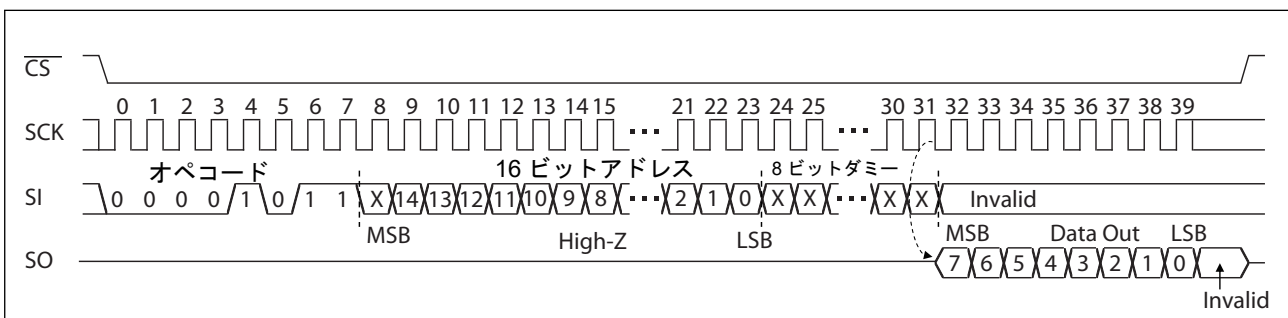 CS
0 1 2 3 4 5 6 7 8 9 10 11 12 13 14 15 21 22 23 24 25 30 31 32 33 34 35 36 37 38 39
SCK
オペコード 16 ビットアドレス 8 ビットダミー
SI 0 0 0 0 1 0 1 1 X 14 13 12 11 10 9 8 2 1 0 X X X X Invalid
MSB High-Z LSB MSB Data Out LSB
SO 7 6 5 4 3 2 1 0
Invalid